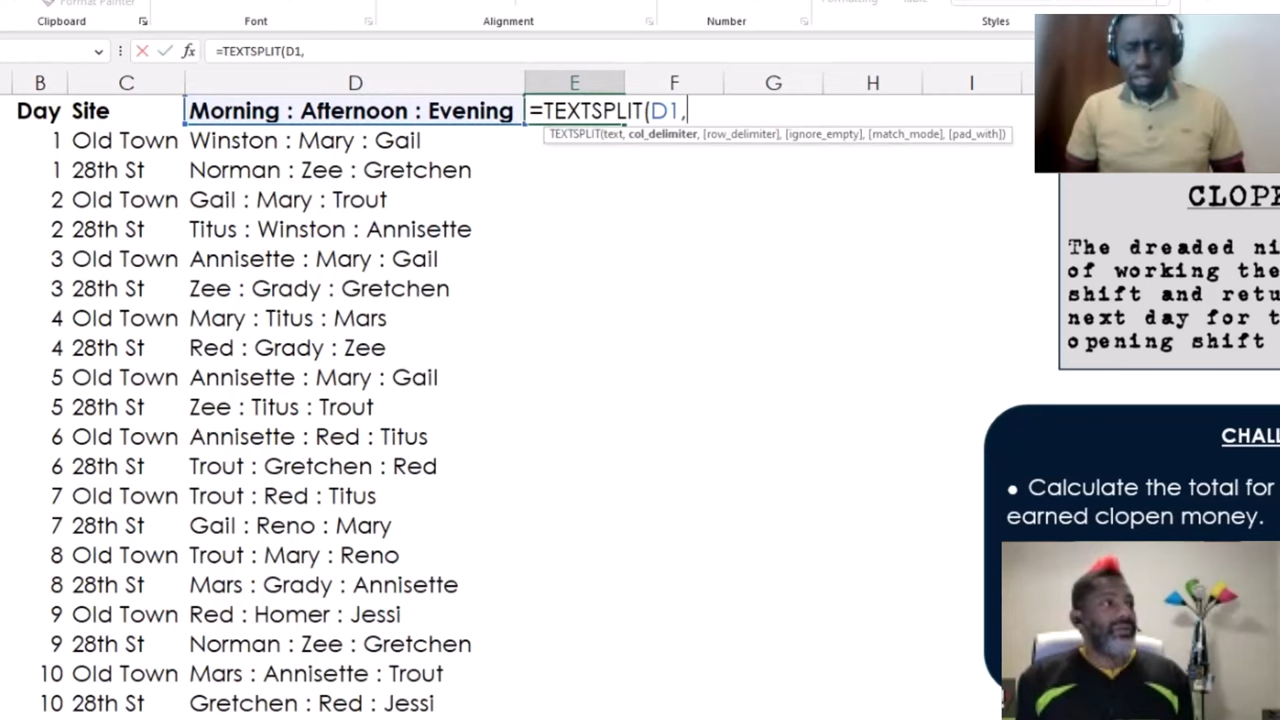 Format Painter
Clipboard Font Alignment Number Styles
fx =TEXTSPLIT(D1,
B C D E F G H I
Day Site Morning : Afternoon : Evening =TEXTSPLIT(D1,
TEXTSPLIT(text, col_delimiter, [row_delimiter], [ignore_empty], [match_mode], [pad_with])
1 Old Town Winston : Mary : Gail
1 28th St Norman : Zee : Gretchen
2 Old Town Gail : Mary : Trout
2 28th St Titus : Winston : Annisette
3 Old Town Annisette : Mary : Gail
3 28th St Zee : Grady : Gretchen
4 Old Town Mary : Titus : Mars
4 28th St Red : Grady : Zee
5 Old Town Annisette : Mary : Gail
5 28th St Zee : Titus : Trout
6 Old Town Annisette : Red : Titus
6 28th St Trout : Gretchen : Red
7 Old Town Trout : Red : Titus
7 28th St Gail : Reno : Mary
8 Old Town Trout : Mary : Reno
8 28th St Mars : Grady : Annisette
9 Old Town Red : Homer : Jessi
9 28th St Norman : Zee : Gretchen
10 Old Town Mars : Annisette : Trout
10 28th St Gretchen : Red : Jessi
CLOPE
The dreaded ni
of working the
shift and retu
next day for t
opening shift
CHALL
• Calculate the total for
earned clopen money.